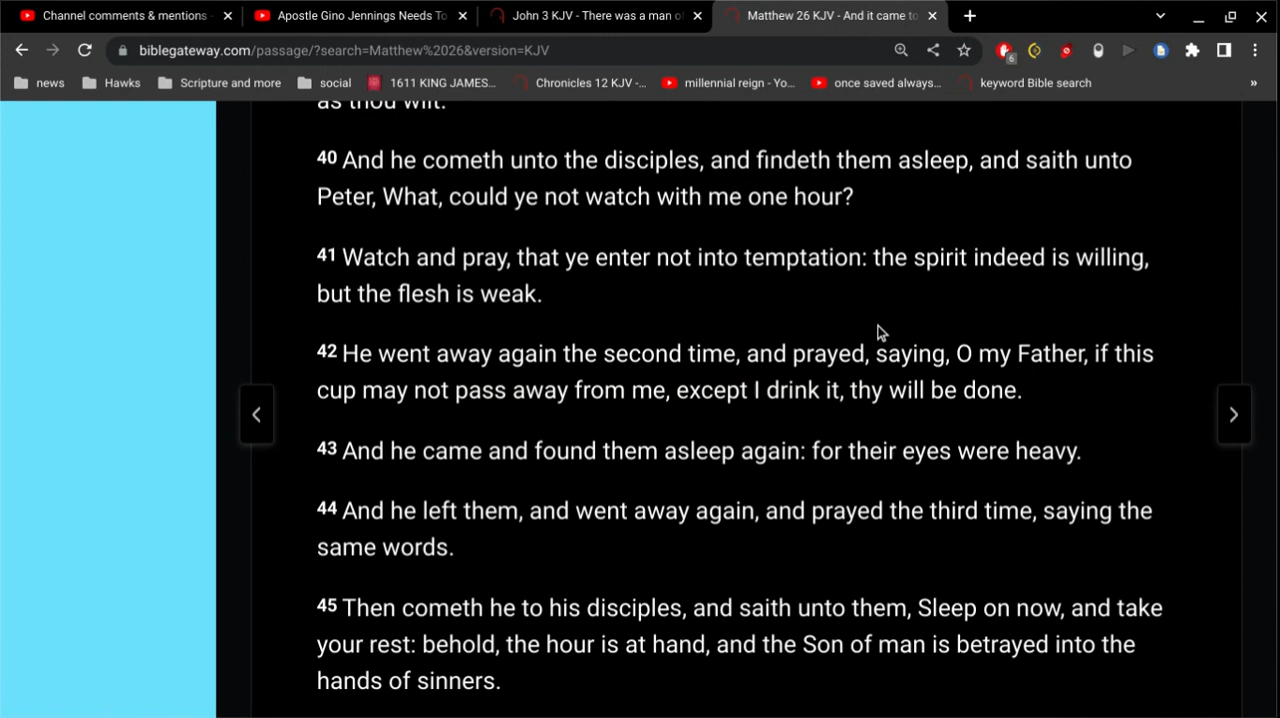 Channel comments & mentions -
Apostle Gino Jennings Needs To
John 3 KJV - There was a man of
Matthew 26 KJV - And it came to
biblegateway.com/passage/?search=Matthew%2026&version=KJV
6
news
Hawks
Scripture and more
social
1611 KING JAMES...
Chronicles 12 KJV -...
millennial reign - Yo...
once saved always...
keyword Bible search
»
as thou wilt.
40 And he cometh unto the disciples, and findeth them asleep, and saith unto
Peter, What, could ye not watch with me one hour?
41 Watch and pray, that ye enter not into temptation: the spirit indeed is willing,
but the flesh is weak.
42 He went away again the second time, and prayed, saying, O my Father, if this
cup may not pass away from me, except I drink it, thy will be done.
43 And he came and found them asleep again: for their eyes were heavy.
44 And he left them, and went away again, and prayed the third time, saying the
same words.
45 Then cometh he to his disciples, and saith unto them, Sleep on now, and take
your rest: behold, the hour is at hand, and the Son of man is betrayed into the
hands of sinners.